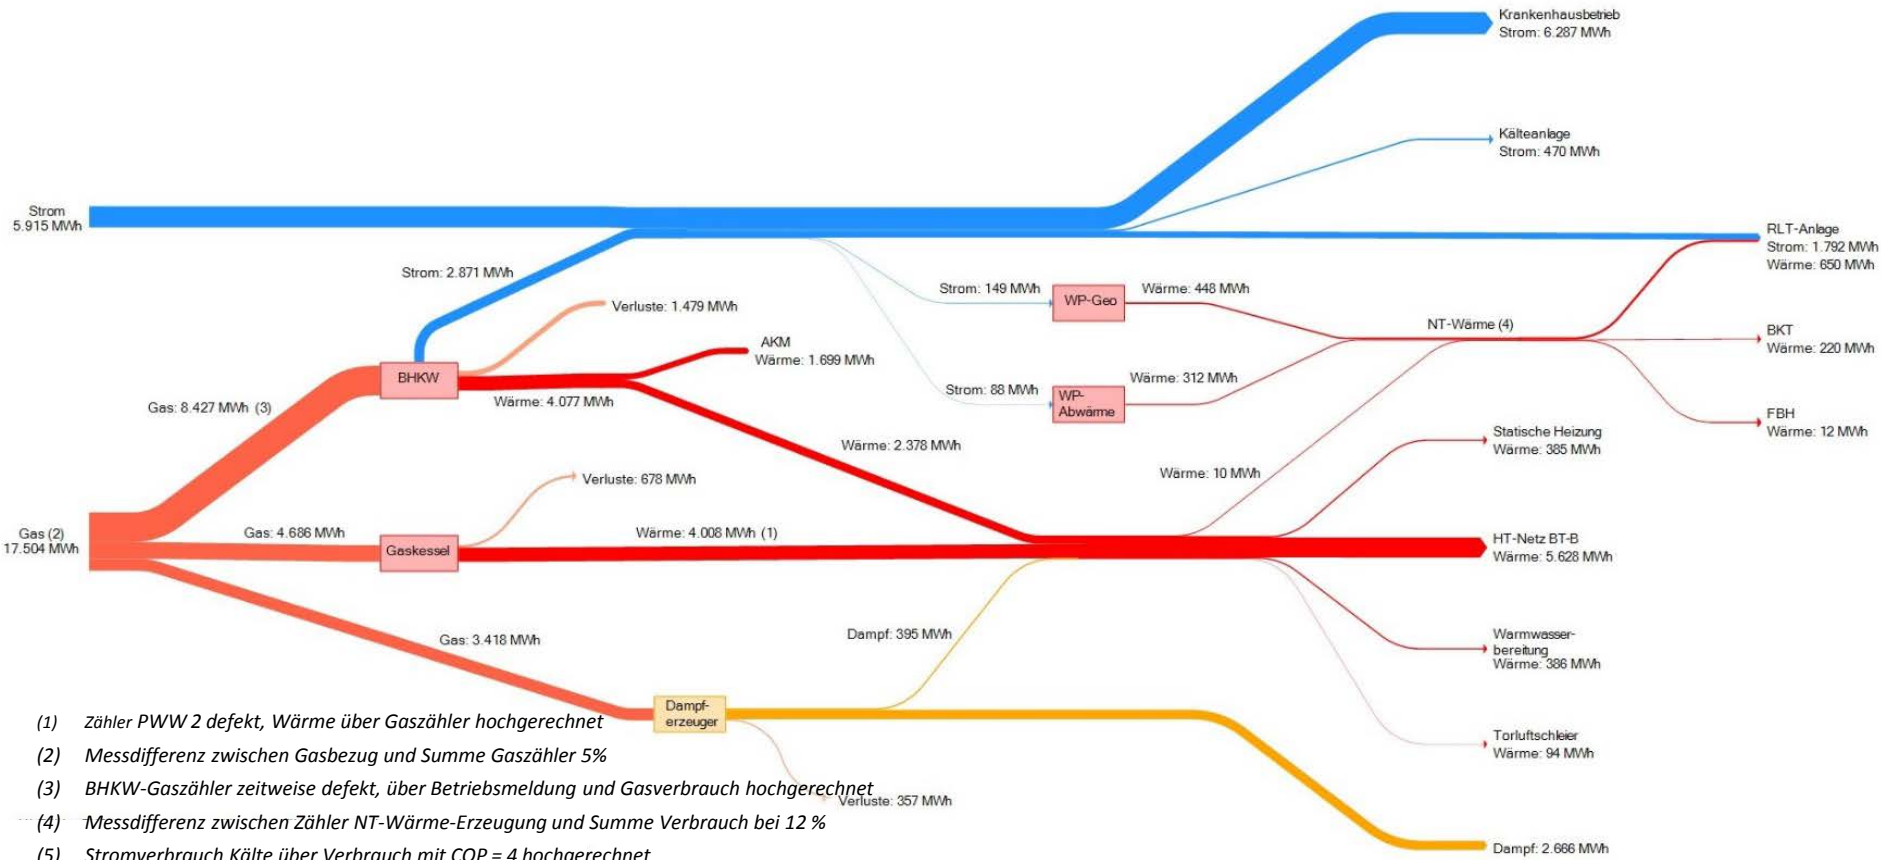 Krankenhausbetrieb
Strom: 6.287 MWh
Kälteanlage
Strom: 470 MWh
Strom
5.915 MWh
RLT-Anlage
Strom: 1.792 MWh
Wärme: 650 MWh
Strom: 2.871 MWh
Strom: 149 MWh
WP-Geo
Wärme: 448 MWh
Verluste: 1.479 MWh
NT-Wärme (4)
BKT
Wärme: 220 MWh
AKM
Wärme: 1.699 MWh
BHKW
Wärme: 4.077 MWh
Gas: 8.427 MWh (3)
Strom: 88 MWh
WP-
Abwärme
Wärme: 312 MWh
FBH
Wärme: 12 MWh
Wärme: 2.378 MWh
Statische Heizung
Wärme: 385 MWh
Wärme: 10 MWh
Verluste: 678 MWh
Gas (2)
17.504 MWh
Gas: 4.686 MWh
Gaskessel
Wärme: 4.008 MWh (1)
HT-Netz BT-B
Wärme: 5.628 MWh
Gas: 3.418 MWh
Dampf: 395 MWh
Warmwasser-
bereitung
Wärme: 386 MWh
Dampf-
erzeuger
Torluftschleier
Wärme: 94 MWh
Verluste: 357 MWh
Dampf: 2.666 MWh
(1) Zähler PWW 2 defekt, Wärme über Gaszähler hochgerechnet
(2) Messdifferenz zwischen Gasbezug und Summe Gaszähler 5%
(3) BHKW-Gaszähler zeitweise defekt, über Betriebsmeldung und Gasverbrauch hochgerechnet
(4) Messdifferenz zwischen Zähler NT-Wärme-Erzeugung und Summe Verbrauch bei 12 %
(5) Stromverbrauch Kälte über Verbrauch mit COP = 4 hochgerechnet